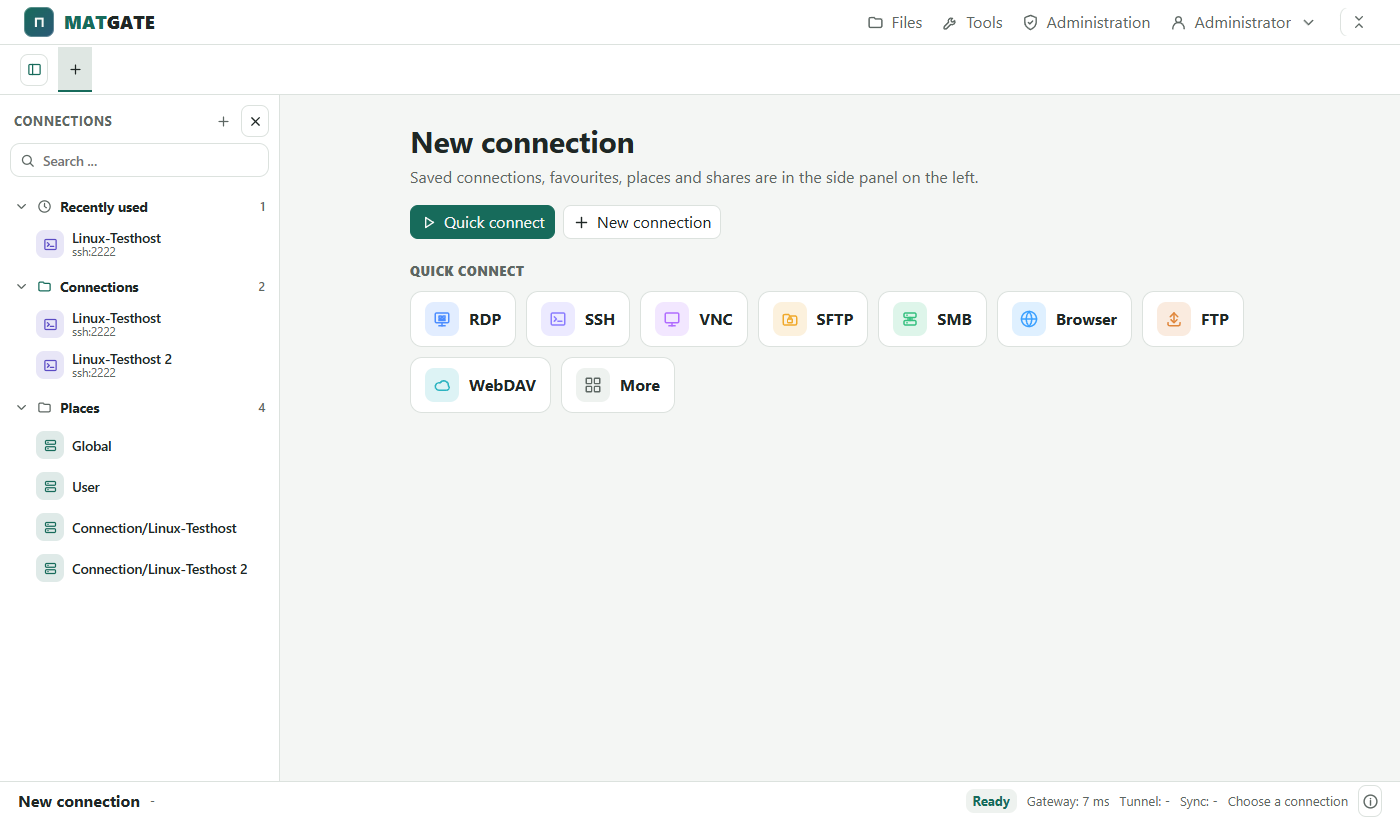 MATGATE
Files
Tools
Administration
Administrator
CONNECTIONS
Search ...
Recently used 1
Linux-Testhost
ssh:2222
Connections 2
Linux-Testhost
ssh:2222
Linux-Testhost 2
ssh:2222
Places 4
Global
User
Connection/Linux-Testhost
Connection/Linux-Testhost 2
New connection
Saved connections, favourites, places and shares are in the side panel on the left.
Quick connect
New connection
QUICK CONNECT
RDP
SSH
VNC
SFTP
SMB
Browser
FTP
WebDAV
More
New connection -
Ready
Gateway: 7 ms
Tunnel: -
Sync: -
Choose a connection